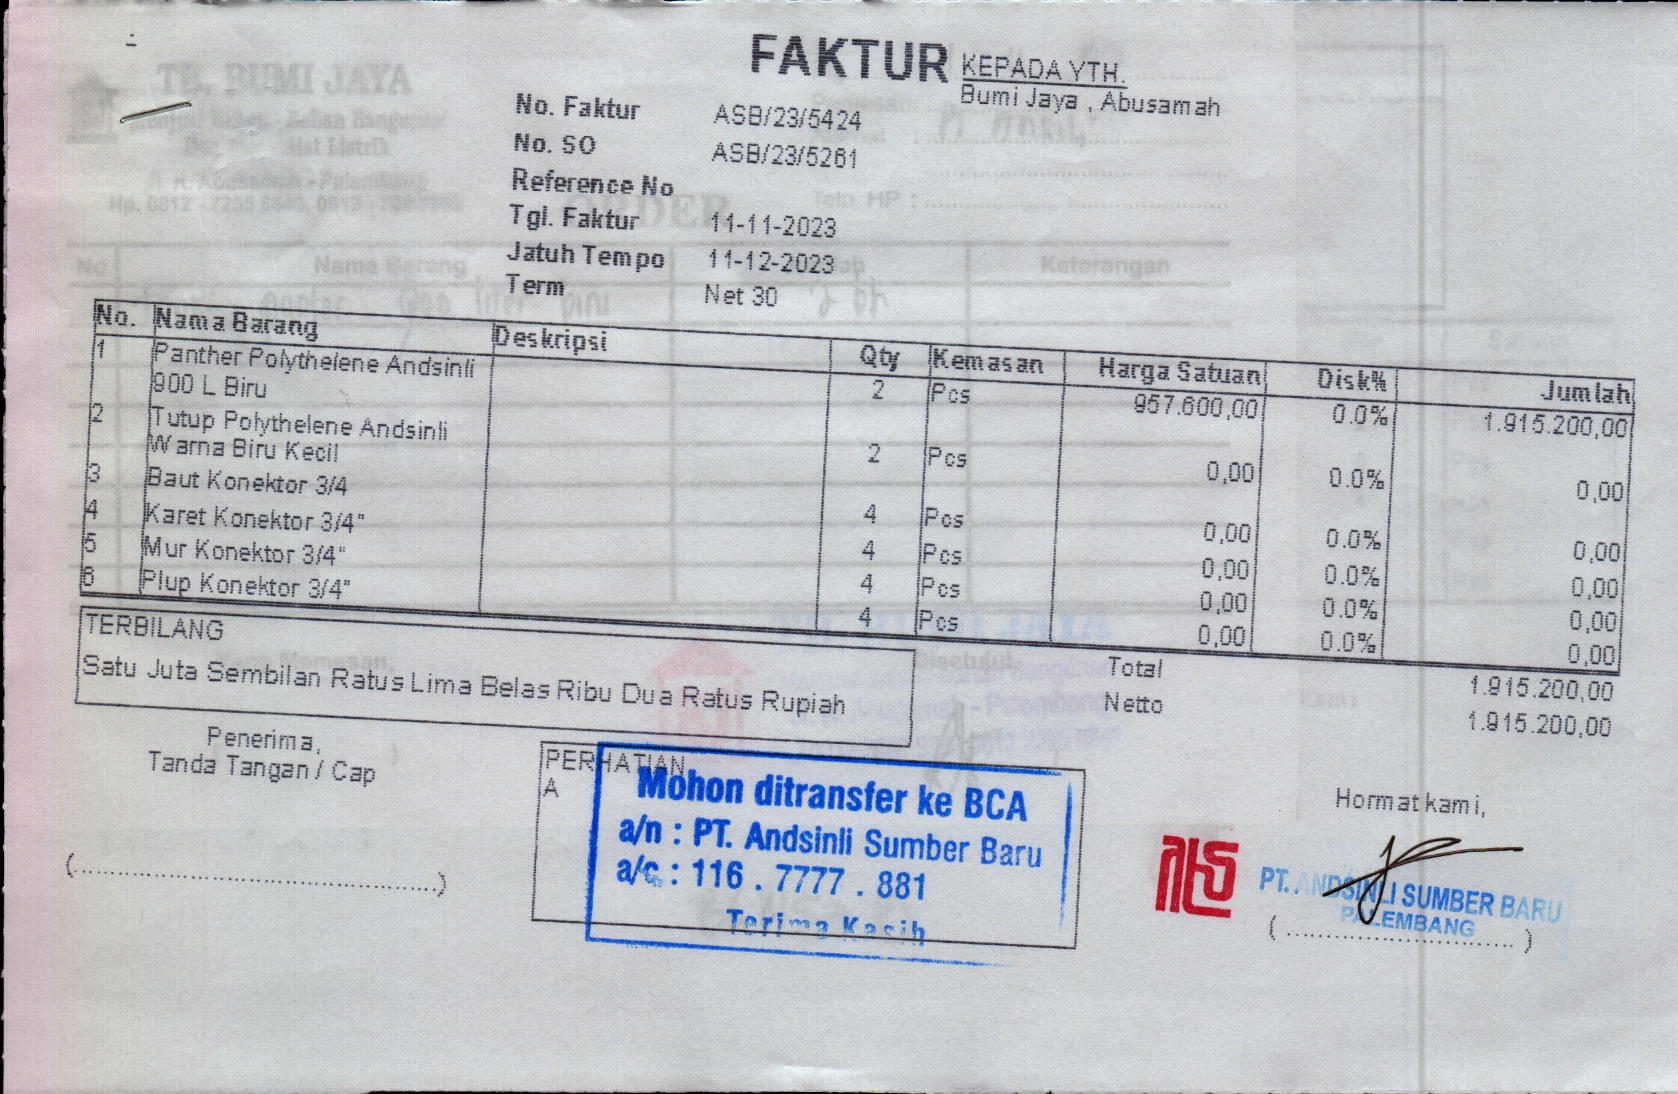 FAKTUR
KEPADA YTH.
Bumi Jaya , Abusamah
No. Faktur ASB/23/5424
No. SO ASB/23/5261
Reference No
Tgl. Faktur 11-11-2023
Jatuh Tempo 11-12-2023
Term Net 30
No. Nama Barang Deskripsi Qty Kemasan Harga Satuan Disk% Jumlah
1 Panther Polythelene Andsinli 2 Pcs 957.600,00 0.0% 1.915.200,00
900 L Biru
2 Tutup Polythelene Andsinli 2 Pcs 0,00 0.0% 0,00
Warna Biru Kecil
3 Baut Konektor 3/4 4 Pcs 0,00 0.0% 0,00
4 Karet Konektor 3/4" 4 Pcs 0,00 0.0% 0,00
5 Mur Konektor 3/4" 4 Pcs 0,00 0.0% 0,00
6 Plup Konektor 3/4" 4 Pcs 0,00 0.0% 0,00
TERBILANG
Satu Juta Sembilan Ratus Lima Belas Ribu Dua Ratus Rupiah
Total 1.915.200,00
Netto 1.915.200,00
Penerima,
Tanda Tangan / Cap
(........................................)
PERHATIAN
A
Mohon ditransfer ke BCA
a/n : PT. Andsinli Sumber Baru
a/c. : 116 . 7777 . 881
Terima Kasih
Hormat kami,
PT. ANDSINLI SUMBER BARU
PALEMBANG
(..............................)
TB. BUMI JAYA
ORDER
No Nama Barang Keterangan